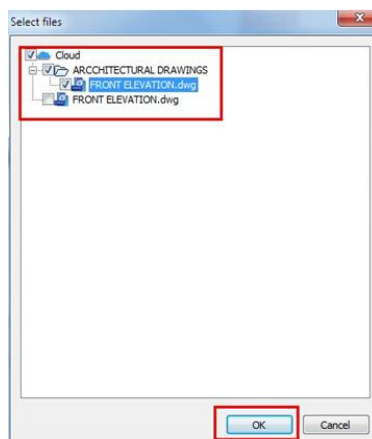 Select files
Cloud
ARCCHITECTURAL DRAWINGS
FRONT ELEVATION.dwg
FRONT ELEVATION.dwg
OK
Cancel